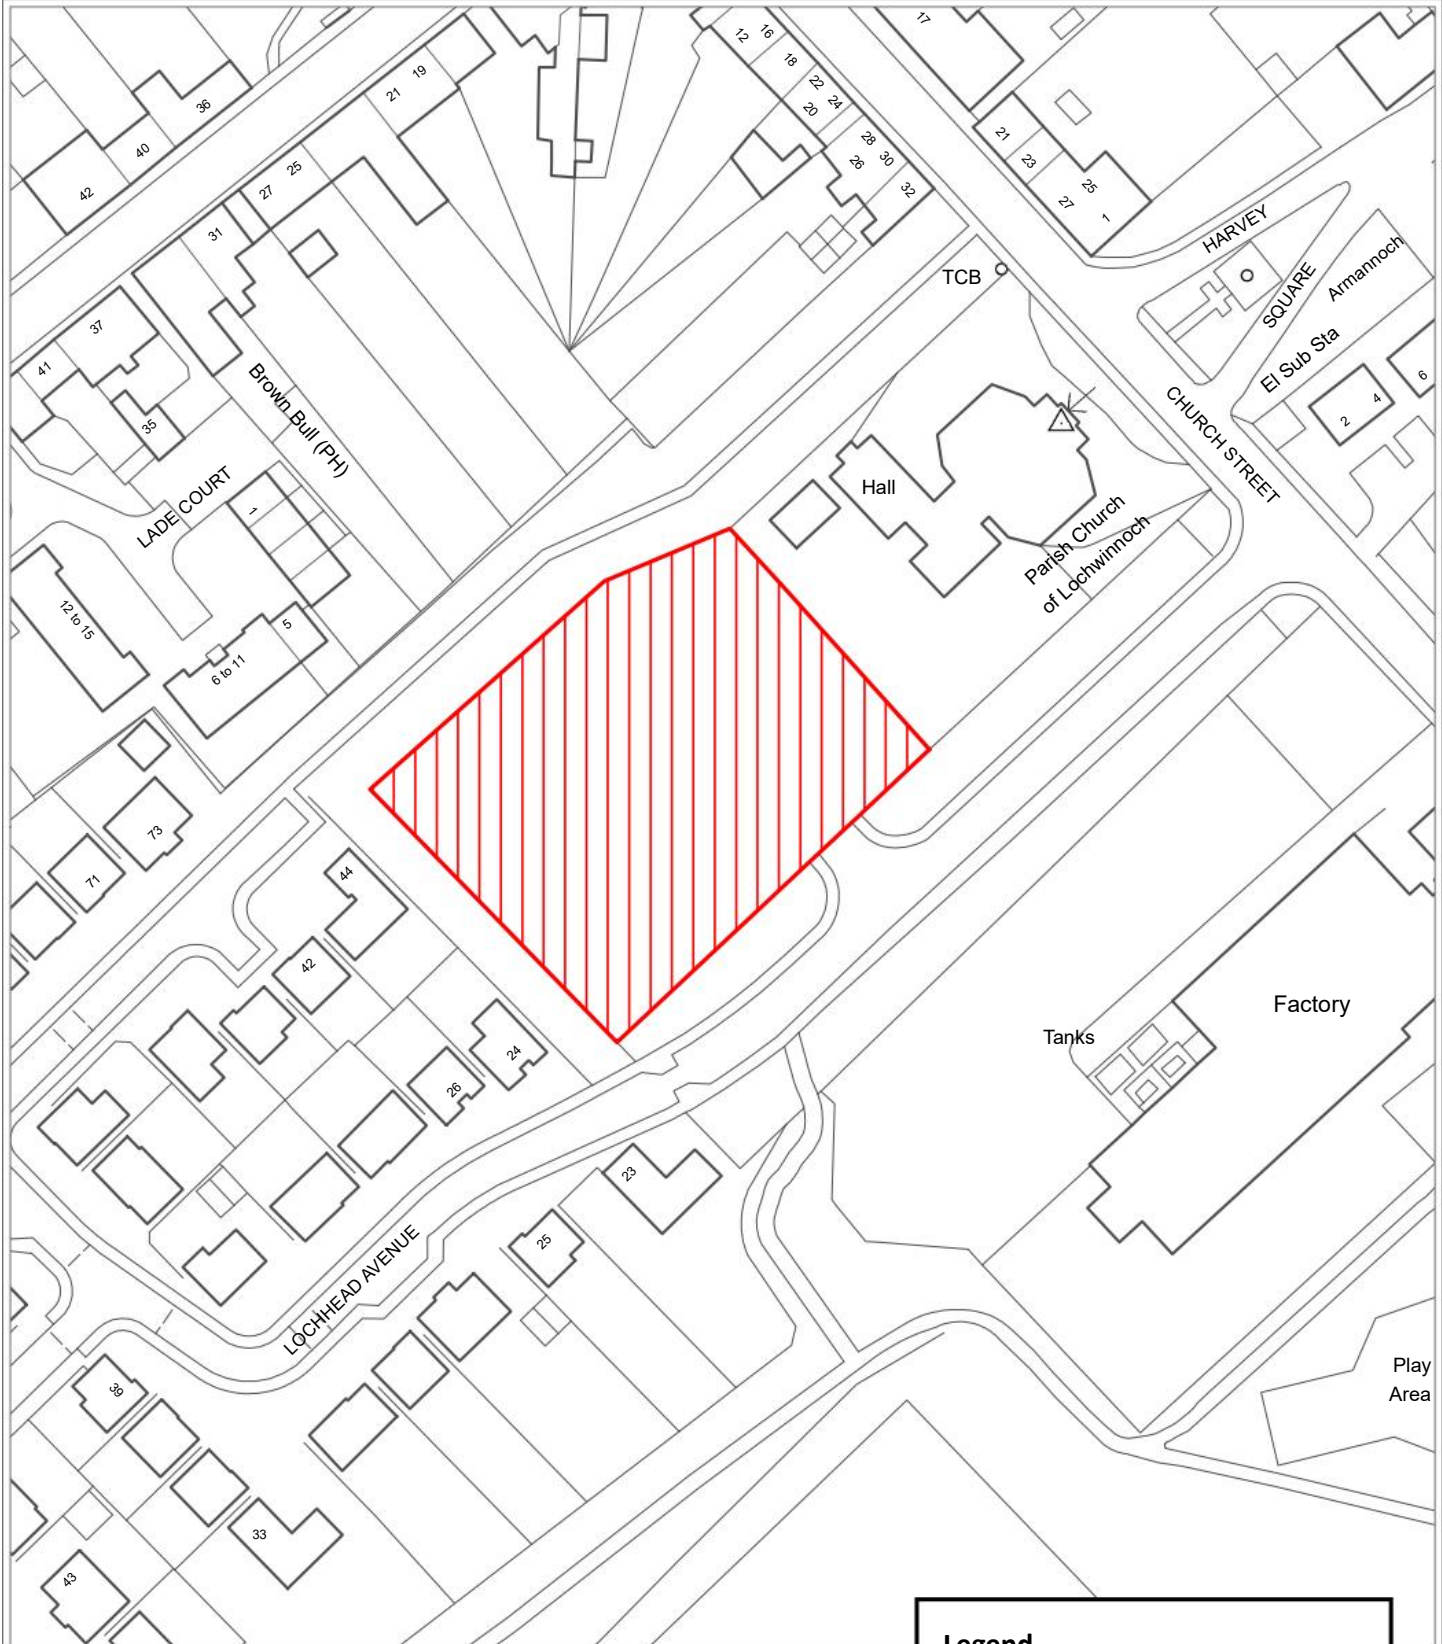 17
12
16
18
22
24
20
28
30
26
32
19
21
36
40
42
25
27
31
21
23
25
27
1
HARVEY
SQUARE
Armannoch
TCB
El Sub Sta
37
41
35
Brown Bull (PH)
LADE COURT
1
2
4
6
CHURCH STREET
Hall
Parish Church
of Lochwinnoch
12 to 15
6 to 11
5
73
71
44
42
24
26
Factory
Tanks
23
25
LOCHHEAD AVENUE
39
33
43
Play
Area
Legend